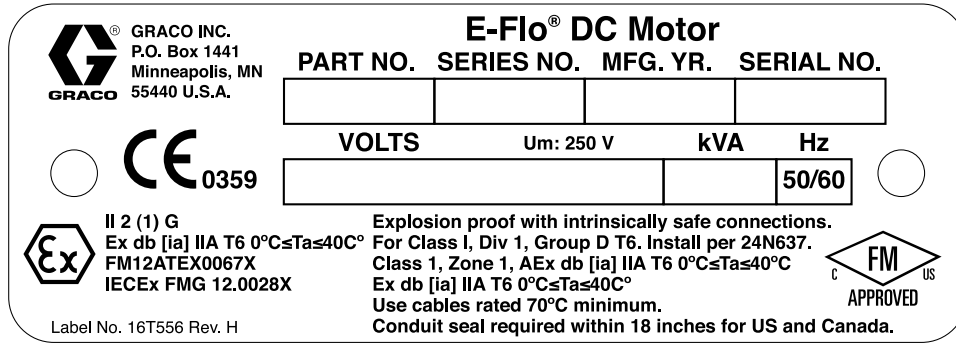 GRACO
®
GRACO INC.
P.O. Box 1441
Minneapolis, MN
55440 U.S.A.
E-Flo® DC Motor
PART NO. SERIES NO. MFG. YR. SERIAL NO.
VOLTS Um: 250 V kVA Hz
50/60
CE 0359
Ex
II 2 (1) G
Ex db [ia] IIA T6 0°C≤Ta≤40C°
FM12ATEX0067X
IECEx FMG 12.0028X
Label No. 16T556 Rev. H
Explosion proof with intrinsically safe connections.
For Class I, Div 1, Group D T6. Install per 24N637.
Class 1, Zone 1, AEx db [ia] IIA T6 0°C≤Ta≤40°C
Ex db [ia] IIA T6 0°C≤Ta≤40C°
Use cables rated 70°C minimum.
Conduit seal required within 18 inches for US and Canada.
FM
C US
APPROVED